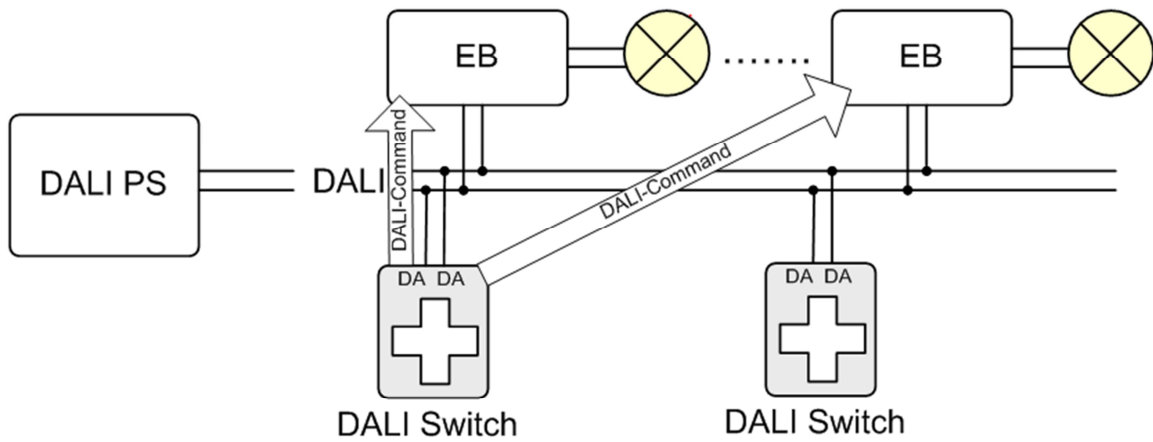 EB
EB
.......
DALI PS
DALI
DALI-Command
DALI-Command
DA DA
DA DA
DALI Switch
DALI Switch